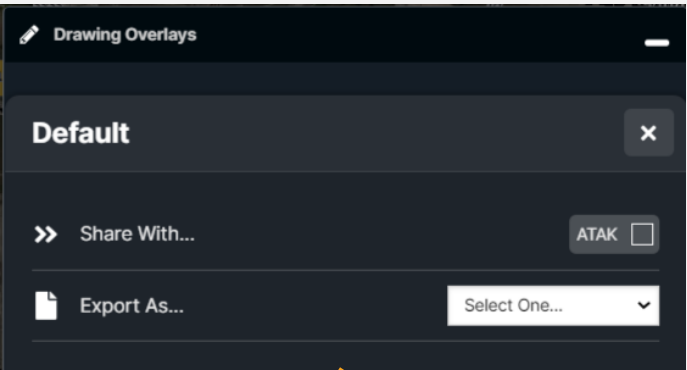 Drawing Overlays
Default
Share With...
ATAK
Export As...
Select One...